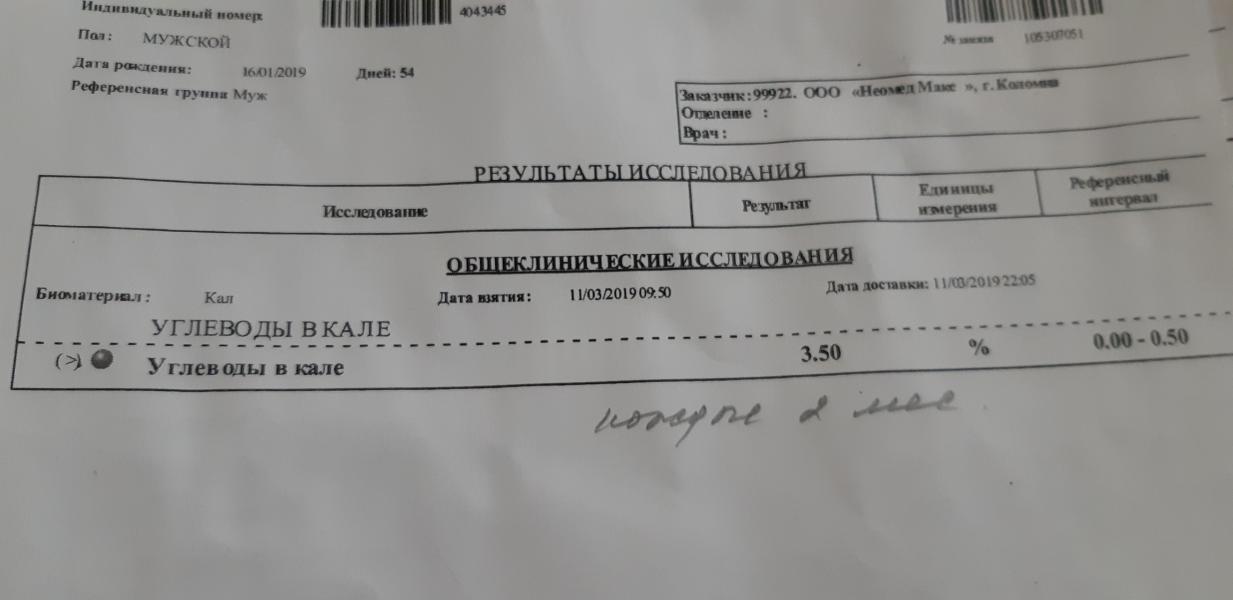 Индивидуальный номер: 4043445
Пол: МУЖСКОЙ
№ заказа 105307051
Дата рождения: 16/01/2019 Дней: 54
Референсная группа Муж
Заказчик: 99922. ООО «Неомед Макс », г. Коломна
Отделение :
Врач :
РЕЗУЛЬТАТЫ ИССЛЕДОВАНИЯ
Исследование Результат Единицы измерения Референсный интервал
ОБЩЕКЛИНИЧЕСКИЕ ИССЛЕДОВАНИЯ
Биоматериал : Кал Дата взятия : 11/03/2019 09:50 Дата доставки: 11/03/2019 22:05
УГЛЕВОДЫ В КАЛЕ
(>) Углеводы в кале 3.50 % 0.00 - 0.50
2 мес